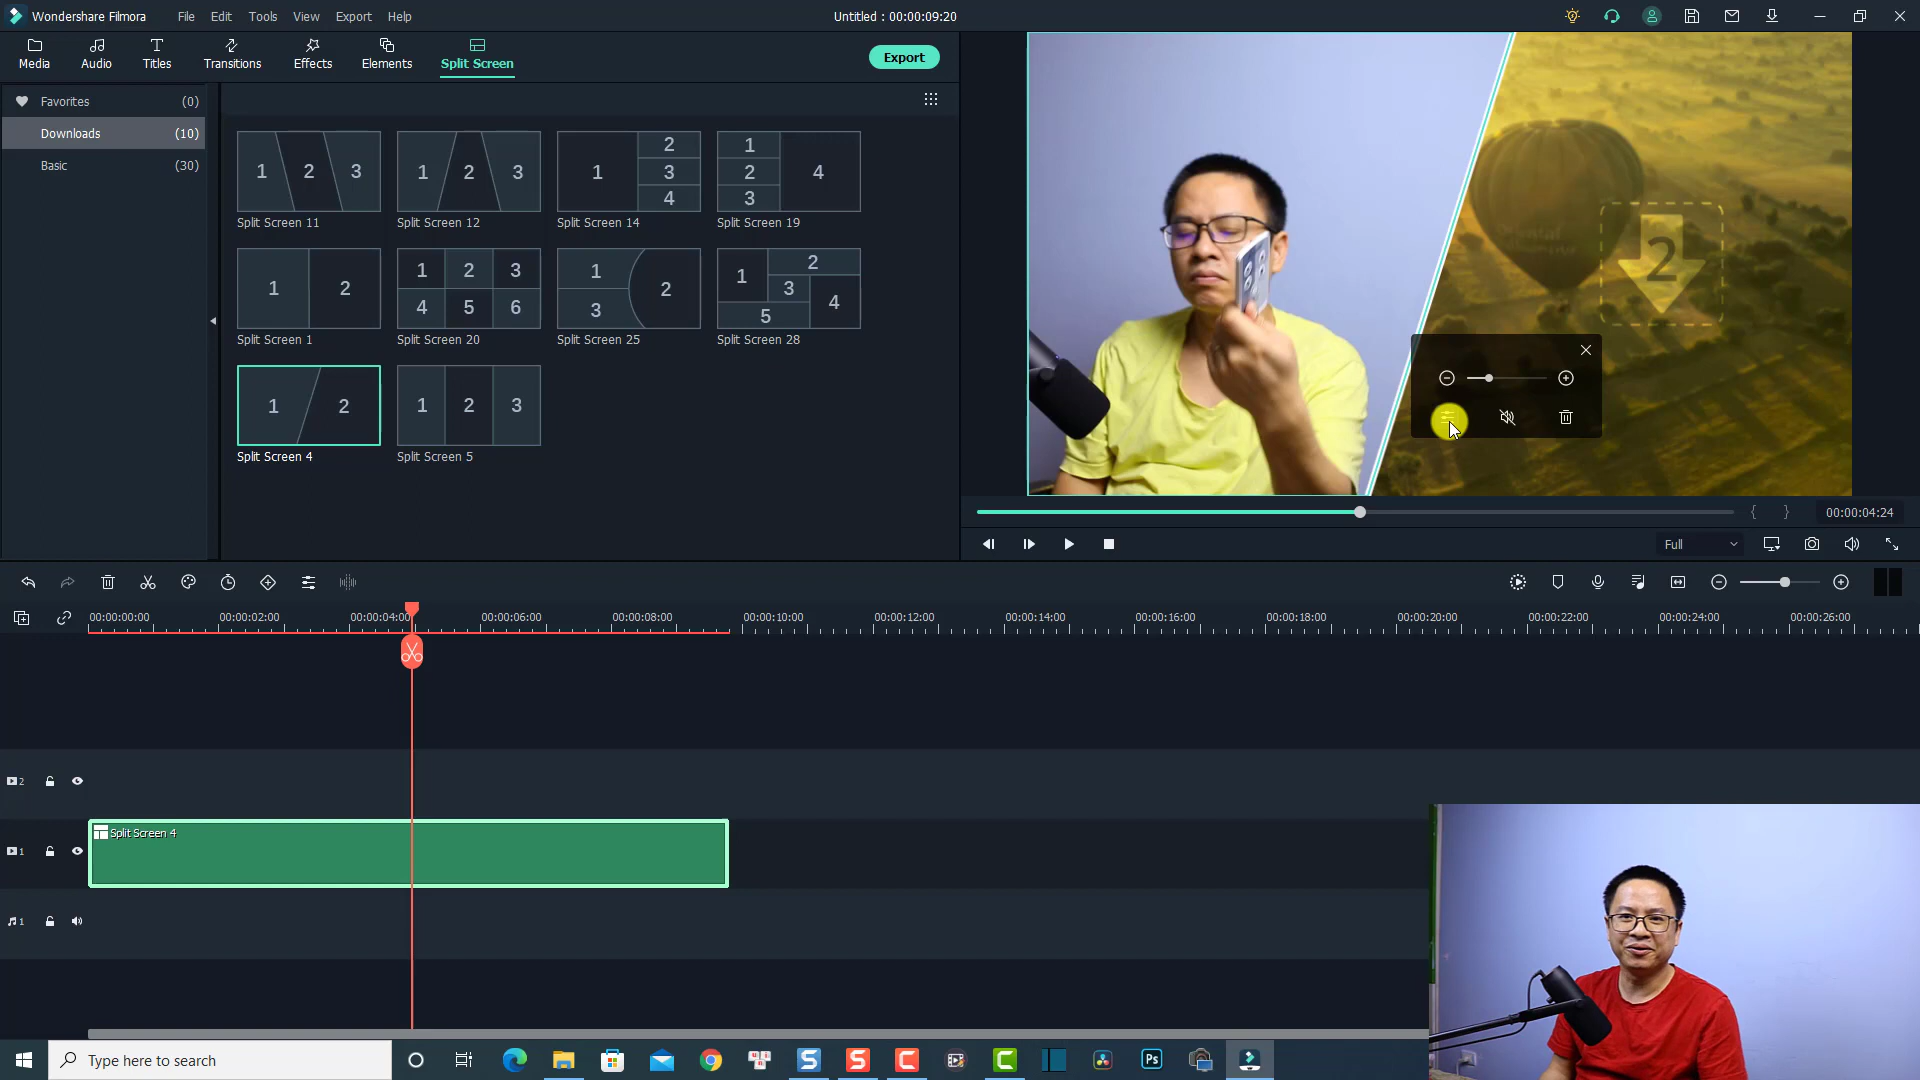 Wondershare Filmora
File Edit Tools View Export Help
Untitled : 00:00:09:20
Media Audio Titles Transitions Effects Elements Split Screen
Export
Favorites (0)
Downloads (10)
Basic (30)
1 2 3
Split Screen 11
1 2 3
Split Screen 12
1 2 3 4
Split Screen 14
1 2 3 4
Split Screen 19
1 2
Split Screen 1
1 2 3 4 5 6
Split Screen 20
1 2 3
Split Screen 25
1 2 3 4 5
Split Screen 28
1 2
Split Screen 4
1 2 3
Split Screen 5
2
{ } 00:00:04:24
Full
00:00:00:00 00:00:02:00 00:00:04:00 00:00:06:00 00:00:08:00 00:00:10:00 00:00:12:00 00:00:14:00 00:00:16:00 00:00:18:00 00:00:20:00 00:00:22:00 00:00:24:00 00:00:26:00
2
Split Screen 4
1
1
Type here to search
S S C C Ps